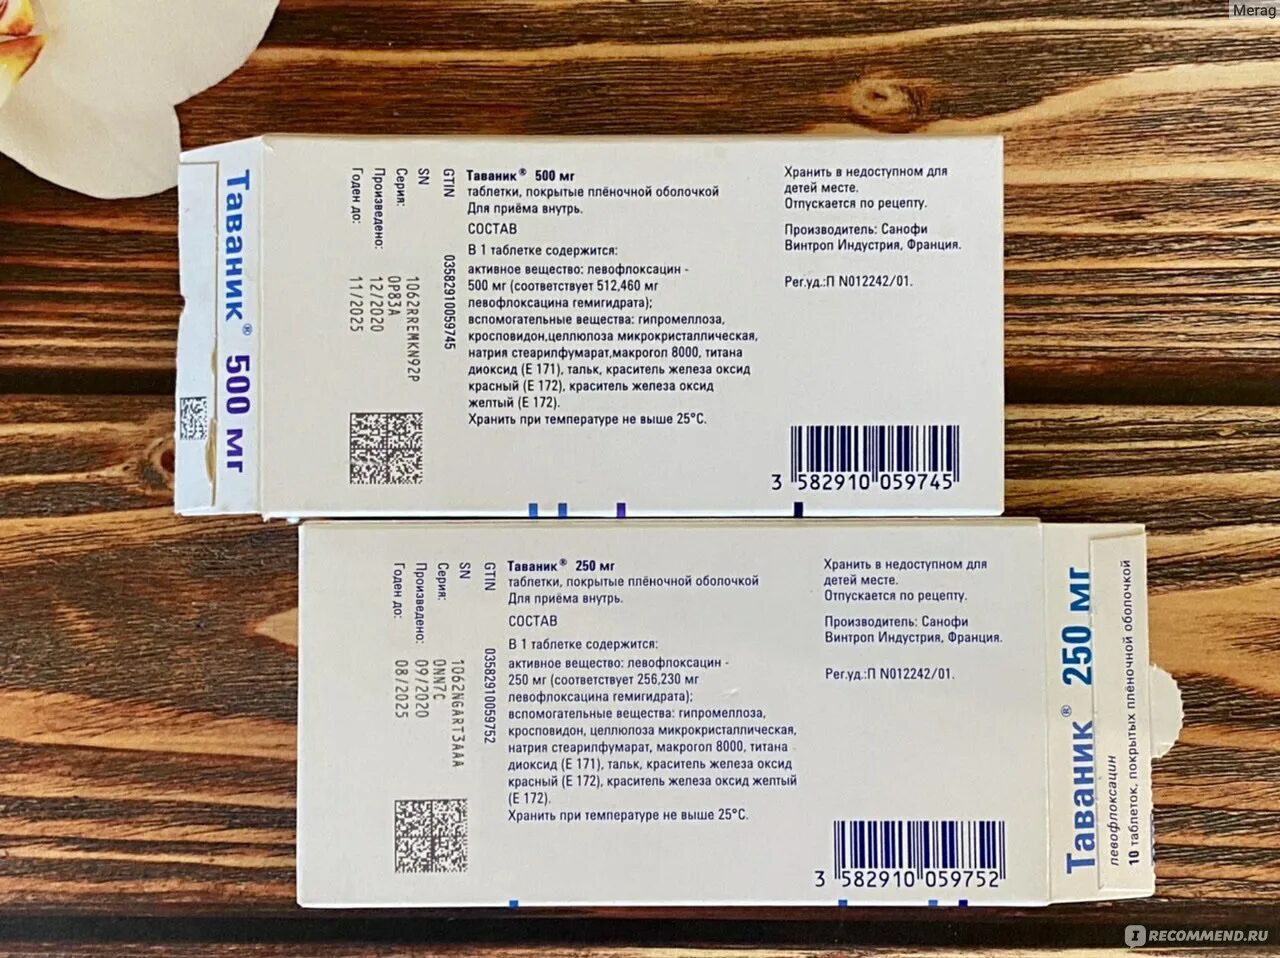 Merag
Таваник® 500 мг
GTIN 03582910059745
SN 1062RREMKN92P
Серия: 0P83A
Произведено: 12/2020
Годен до: 11/2025
Таваник® 500 мг
таблетки, покрытые плёночной оболочкой
Для приёма внутрь.
СОСТАВ
В 1 таблетке содержится:
активное вещество: левофлоксацин -
500 мг (соответствует 512,460 мг
левофлоксацина гемигидрата);
вспомогательные вещества: гипромеллоза,
кросповидон,целлюлоза микрокристаллическая,
натрия стеарилфумарат,макрогол 8000, титана
диоксид (Е 171), тальк, краситель железа оксид
красный (Е 172), краситель железа оксид
желтый (Е 172).
Хранить при температуре не выше 25°С.
Хранить в недоступном для
детей месте.
Отпускается по рецепту.
Производитель: Санофи
Винтроп Индустрия, Франция.
Рег.уд.:П N012242/01.
3 582910 059745
GTIN 03582910059752
SN 1062NGART3AAA
Серия: 0NN7C
Произведено: 09/2020
Годен до: 08/2025
Таваник® 250 мг
таблетки, покрытые плёночной оболочкой
Для приёма внутрь.
СОСТАВ
В 1 таблетке содержится:
активное вещество: левофлоксацин -
250 мг (соответствует 256,230 мг
левофлоксацина гемигидрата);
вспомогательные вещества: гипромеллоза,
кросповидон, целлюлоза микрокристаллическая,
натрия стеарилфумарат, макрогол 8000, титана
диоксид (Е 171), тальк, краситель железа оксид
красный (Е 172), краситель железа оксид желтый
(Е 172).
Хранить при температуре не выше 25°С.
Хранить в недоступном для
детей месте.
Отпускается по рецепту.
Производитель: Санофи
Винтроп Индустрия, Франция.
Рег.уд.:П N012242/01.
3 582910 059752
Таваник® 250 мг
левофлоксацин
10 таблеток, покрытых плёночной оболочкой
IRECOMMEND.RU